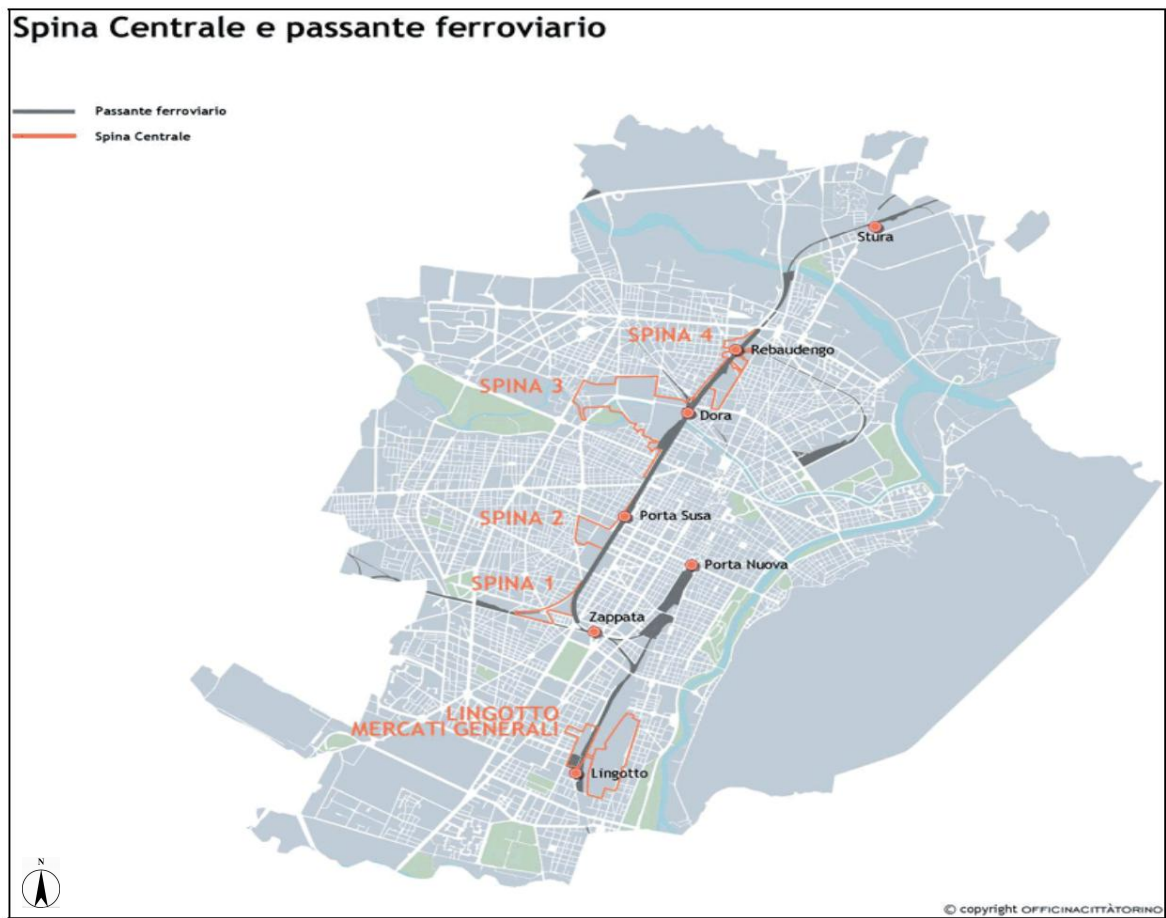 Spina Centrale e passante ferroviario
Passante ferroviario
Spina Centrale
Stura
SPINA 4
Rebaudengo
SPINA 3
Dora
SPINA 2
Porta Susa
Porta Nuova
SPINA 1
Zappata
LINGOTTO
MERCATI GENERALI
Lingotto
N
© copyright OFFICINACITTÀTORINO